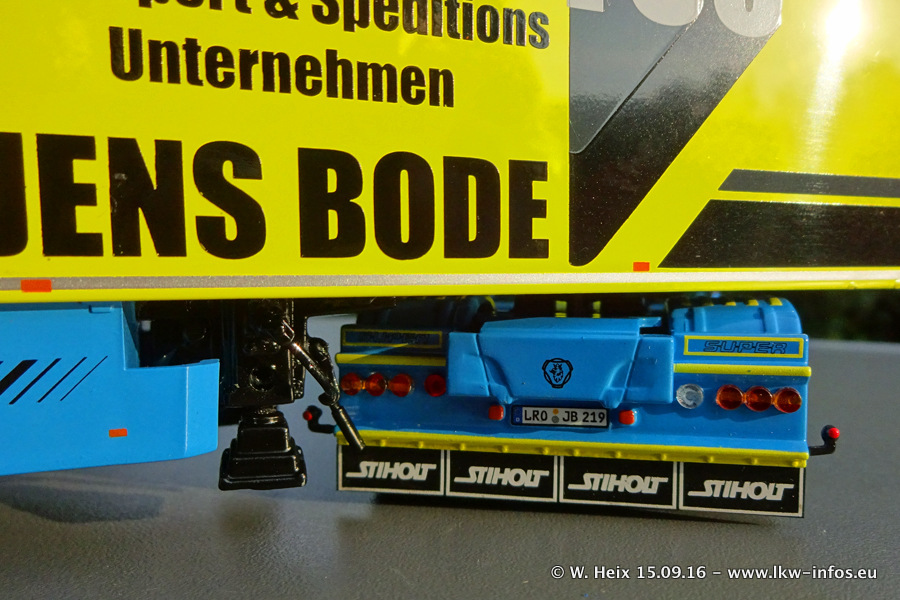 & Speditions
Unternehmen
JENS BODE
SUPER
LRO JB 219
STIHOLT STIHOLT STIHOLT STIHOLT
© W. Heix 15.09.16 – www.lkw-infos.eu